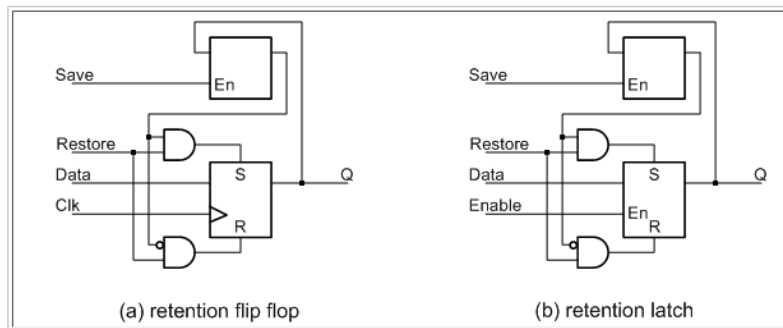 Save
En
Restore
Data
S
Q
Clk
R
(a) retention flip flop
Save
En
Restore
Data
S
Q
Enable
En
R
(b) retention latch